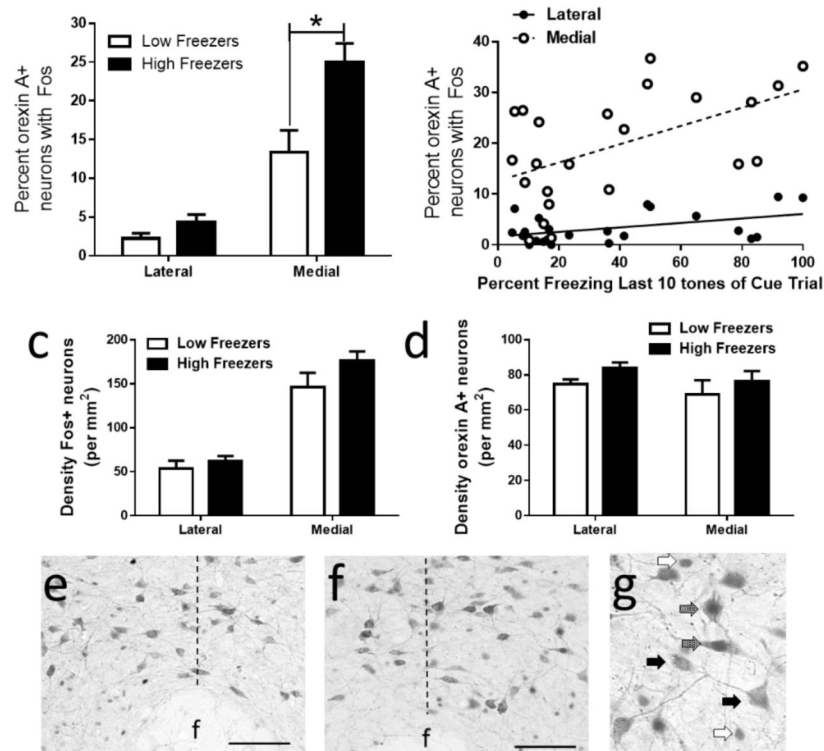 Percent orexin A+
neurons with Fos
30
25
20
15
10
5
0
Low Freezers
High Freezers
*
Lateral
Medial
Lateral
Medial
Percent orexin A+
neurons with Fos
40
30
20
10
0
0
20
40
60
80
100
Percent Freezing Last 10 tones of Cue Trial
c
Density Fos+ neurons
(per mm²)
200
150
100
50
0
Low Freezers
High Freezers
Lateral
Medial
d
Density orexin A+ neurons
(per mm²)
100
80
60
40
20
0
Low Freezers
High Freezers
Lateral
Medial
e
f
f
f
g